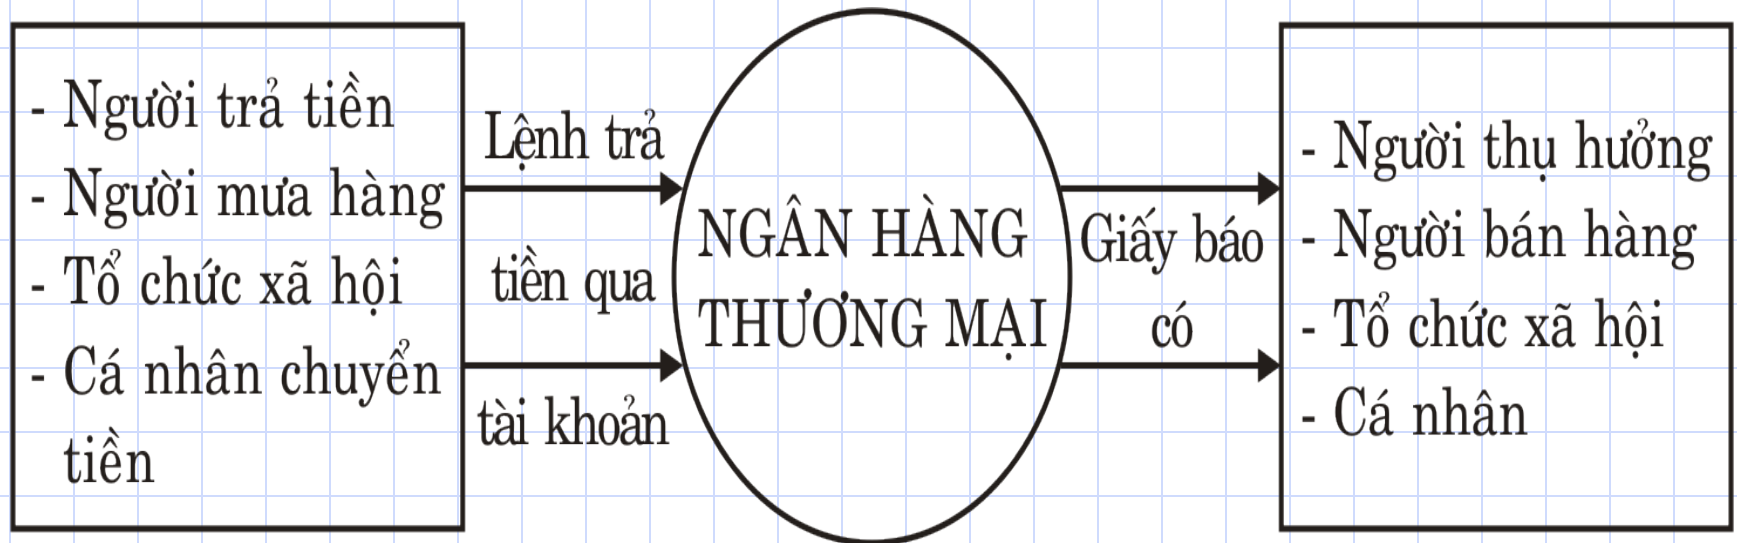 - Người trả tiền
- Người mưa hàng
- Tổ chức xã hội
- Cá nhân chuyển
tiền
Lệnh trả
tiền qua
tài khoản
NGÂN HÀNG
THƯƠNG MẠI
Giấy báo
có
- Người thụ hưởng
- Người bán hàng
- Tổ chức xã hội
- Cá nhân